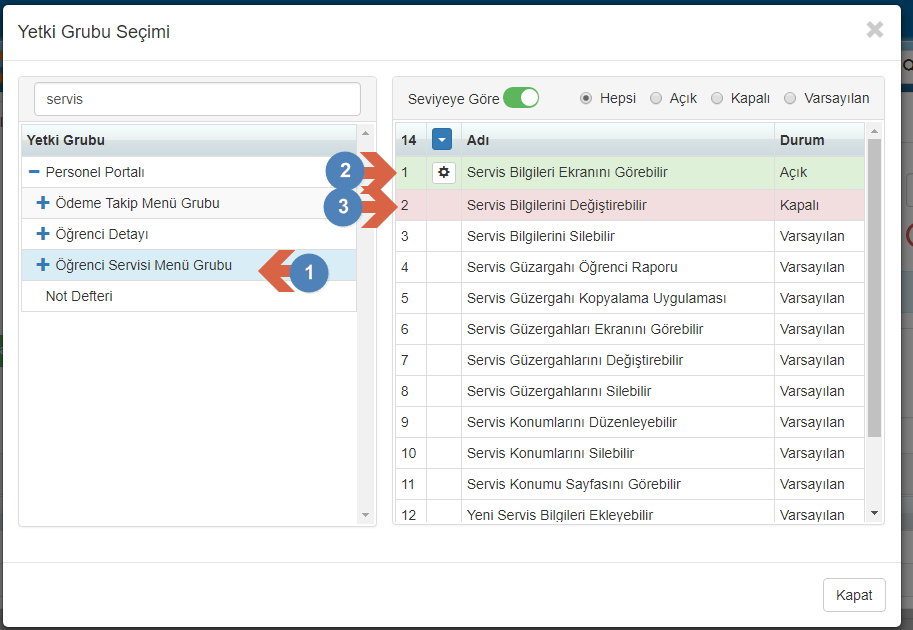 Yetki Grubu Seçimi
servis
Yetki Grubu
Personel Portalı
Ödeme Takip Menü Grubu
Öğrenci Detayı
Öğrenci Servisi Menü Grubu
1
Not Defteri
2
3
Seviyeye Göre Hepsi Açık Kapalı Varsayılan
14 Adı Durum
1 Servis Bilgileri Ekranını Görebilir Açık
2 Servis Bilgilerini Değiştirebilir Kapalı
3 Servis Bilgilerini Silebilir Varsayılan
4 Servis Güzargahı Öğrenci Raporu Varsayılan
5 Servis Güzergahı Kopyalama Uygulaması Varsayılan
6 Servis Güzergahları Ekranını Görebilir Varsayılan
7 Servis Güzergahlarını Değiştirebilir Varsayılan
8 Servis Güzergahlarını Silebilir Varsayılan
9 Servis Konumlarını Düzenleyebilir Varsayılan
10 Servis Konumlarını Silebilir Varsayılan
11 Servis Konumu Sayfasını Görebilir Varsayılan
12 Yeni Servis Bilgileri Ekleyebilir Varsayılan
Kapat